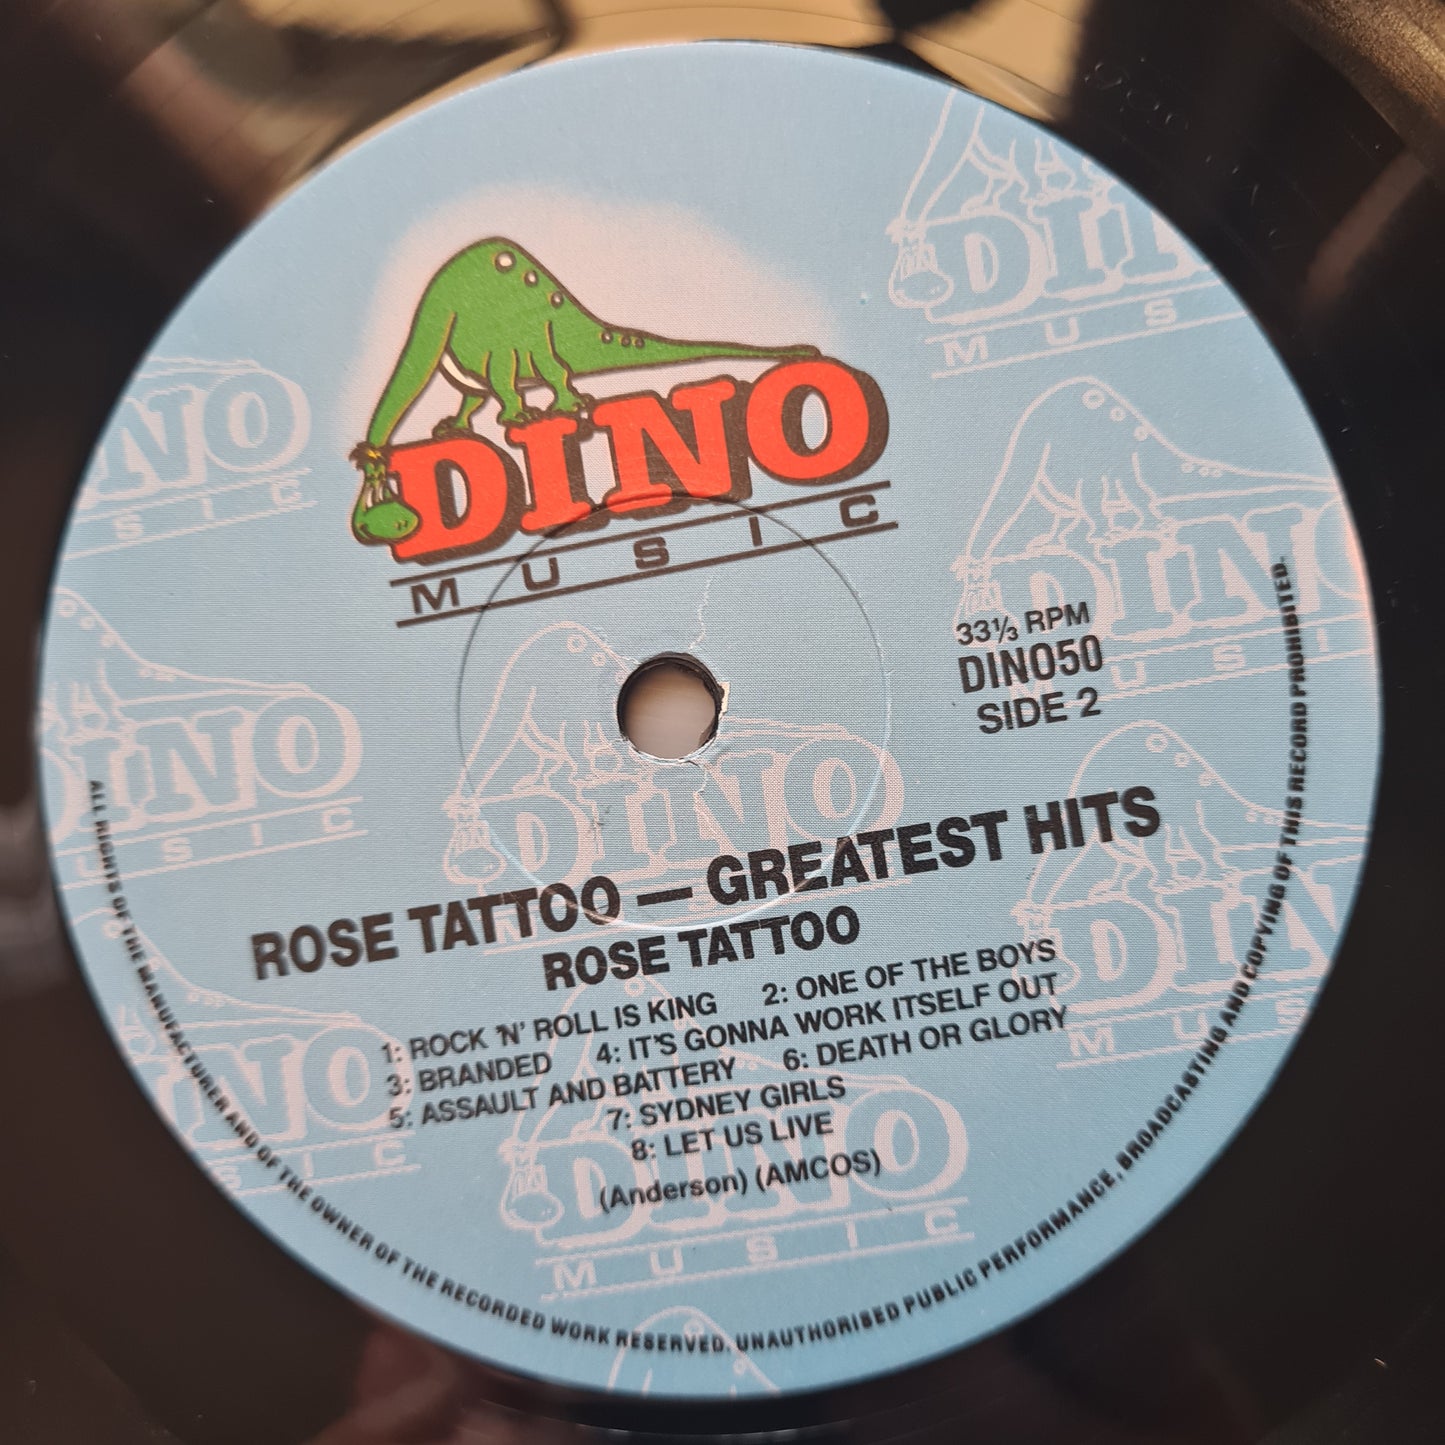 DINO
MUSIC
33⅓ RPM
DINO50
SIDE 2
ROSE TATTOO — GREATEST HITS
ROSE TATTOO
1: ROCK 'N' ROLL IS KING 2: ONE OF THE BOYS
3: BRANDED 4: IT'S GONNA WORK ITSELF OUT
5: ASSAULT AND BATTERY 6: DEATH OR GLORY
7: SYDNEY GIRLS
8: LET US LIVE
(Anderson) (AMCOS)
ALL RIGHTS OF THE MANUFACTURER AND OF THE OWNER OF THE RECORDED WORK RESERVED. UNAUTHORISED PUBLIC PERFORMANCE, BROADCASTING AND COPYING OF THIS RECORD PROHIBITED.